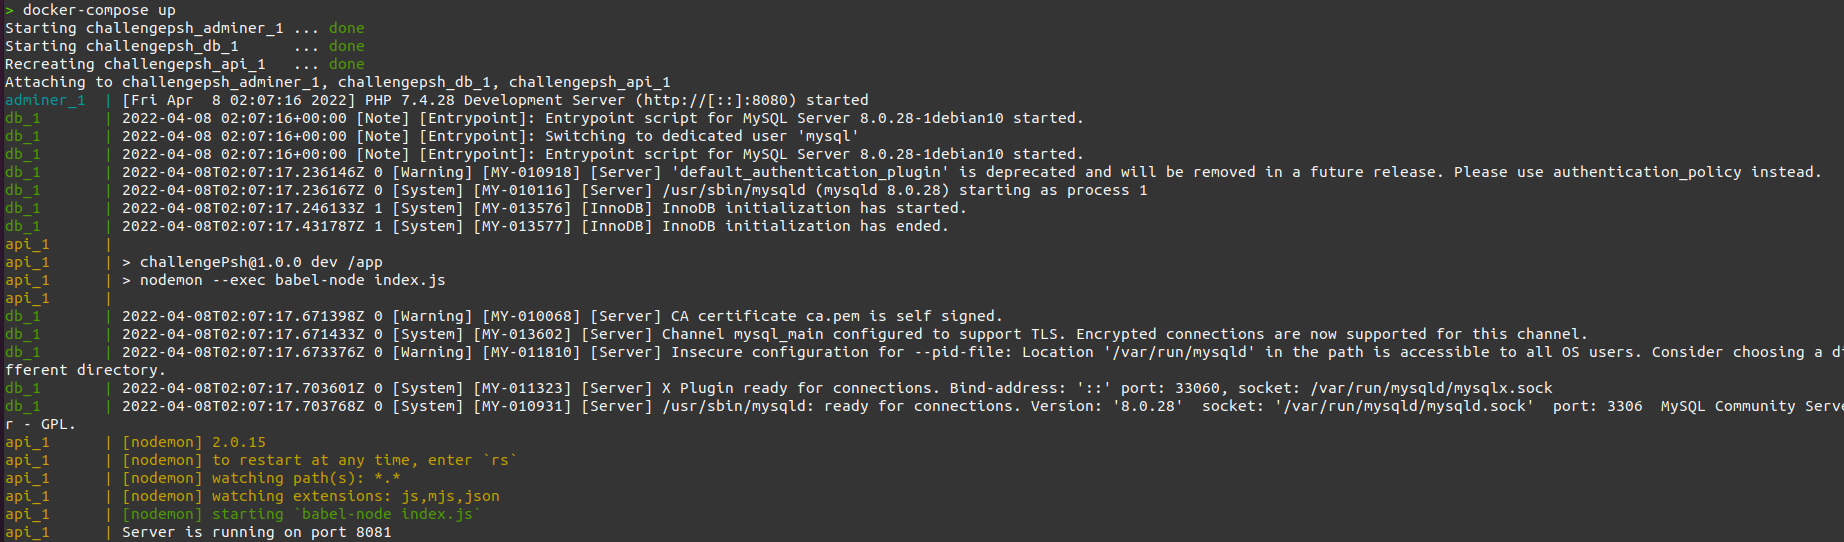 > docker-compose up
Starting challengepsh_adminer_1 ... done
Starting challengepsh_db_1      ... done
Recreating challengepsh_api_1   ... done
Attaching to challengepsh_adminer_1, challengepsh_db_1, challengepsh_api_1
adminer_1  | [Fri Apr  8 02:07:16 2022] PHP 7.4.28 Development Server (http://[::]:8080) started
db_1       | 2022-04-08 02:07:16+00:00 [Note] [Entrypoint]: Entrypoint script for MySQL Server 8.0.28-1debian10 started.
db_1       | 2022-04-08 02:07:16+00:00 [Note] [Entrypoint]: Switching to dedicated user 'mysql'
db_1       | 2022-04-08 02:07:16+00:00 [Note] [Entrypoint]: Entrypoint script for MySQL Server 8.0.28-1debian10 started.
db_1       | 2022-04-08T02:07:17.236146Z 0 [Warning] [MY-010918] [Server] 'default_authentication_plugin' is deprecated and will be removed in a future release. Please use authentication_policy instead.
db_1       | 2022-04-08T02:07:17.236167Z 0 [System] [MY-010116] [Server] /usr/sbin/mysqld (mysqld 8.0.28) starting as process 1
db_1       | 2022-04-08T02:07:17.246133Z 1 [System] [MY-013576] [InnoDB] InnoDB initialization has started.
db_1       | 2022-04-08T02:07:17.431787Z 1 [System] [MY-013577] [InnoDB] InnoDB initialization has ended.
api_1      |
api_1      | > challengePsh@1.0.0 dev /app
api_1      | > nodemon --exec babel-node index.js
api_1      |
db_1       | 2022-04-08T02:07:17.671398Z 0 [Warning] [MY-010068] [Server] CA certificate ca.pem is self signed.
db_1       | 2022-04-08T02:07:17.671433Z 0 [System] [MY-013602] [Server] Channel mysql_main configured to support TLS. Encrypted connections are now supported for this channel.
db_1       | 2022-04-08T02:07:17.673376Z 0 [Warning] [MY-011810] [Server] Insecure configuration for --pid-file: Location '/var/run/mysqld' in the path is accessible to all OS users. Consider choosing a di
fferent directory.
db_1       | 2022-04-08T02:07:17.703601Z 0 [System] [MY-011323] [Server] X Plugin ready for connections. Bind-address: '::' port: 33060, socket: /var/run/mysqld/mysqlx.sock
db_1       | 2022-04-08T02:07:17.703768Z 0 [System] [MY-010931] [Server] /usr/sbin/mysqld: ready for connections. Version: '8.0.28'  socket: '/var/run/mysqld/mysqld.sock'  port: 3306  MySQL Community Serve
r - GPL.
api_1      | [nodemon] 2.0.15
api_1      | [nodemon] to restart at any time, enter `rs`
api_1      | [nodemon] watching path(s): *.*
api_1      | [nodemon] watching extensions: js,mjs,json
api_1      | [nodemon] starting `babel-node index.js`
api_1      | Server is running on port 8081